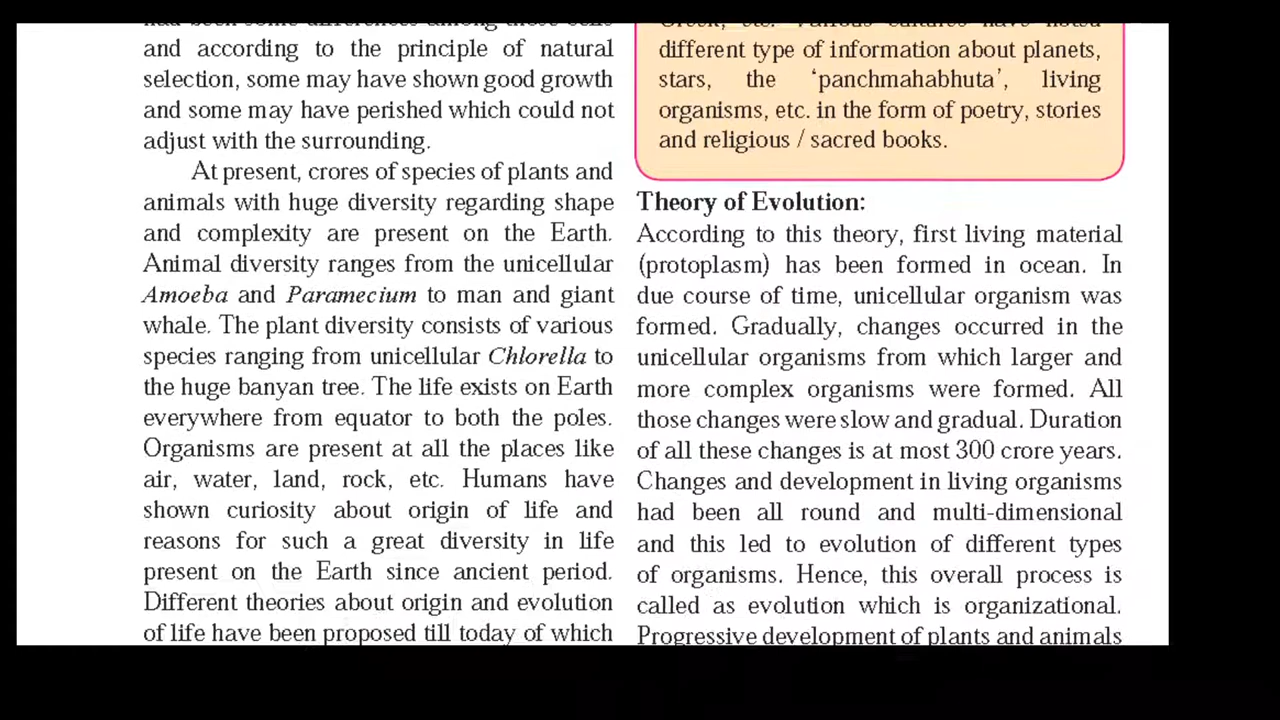 had been some differences among these cells
and according to the principle of natural
selection, some may have shown good growth
and some may have perished which could not
adjust with the surrounding.
At present, crores of species of plants and
animals with huge diversity regarding shape
and complexity are present on the Earth.
Animal diversity ranges from the unicellular
Amoeba and Paramecium to man and giant
whale. The plant diversity consists of various
species ranging from unicellular Chlorella to
the huge banyan tree. The life exists on Earth
everywhere from equator to both the poles.
Organisms are present at all the places like
air, water, land, rock, etc. Humans have
shown curiosity about origin of life and
reasons for such a great diversity in life
present on the Earth since ancient period.
Different theories about origin and evolution
of life have been proposed till today of which
Greek, etc. Various cultures have noted
different type of information about planets,
stars, the ‘panchmahabhuta’, living
organisms, etc. in the form of poetry, stories
and religious / sacred books.
Theory of Evolution:
According to this theory, first living material
(protoplasm) has been formed in ocean. In
due course of time, unicellular organism was
formed. Gradually, changes occurred in the
unicellular organisms from which larger and
more complex organisms were formed. All
those changes were slow and gradual. Duration
of all these changes is at most 300 crore years.
Changes and development in living organisms
had been all round and multi-dimensional
and this led to evolution of different types
of organisms. Hence, this overall process is
called as evolution which is organizational.
Progressive development of plants and animals